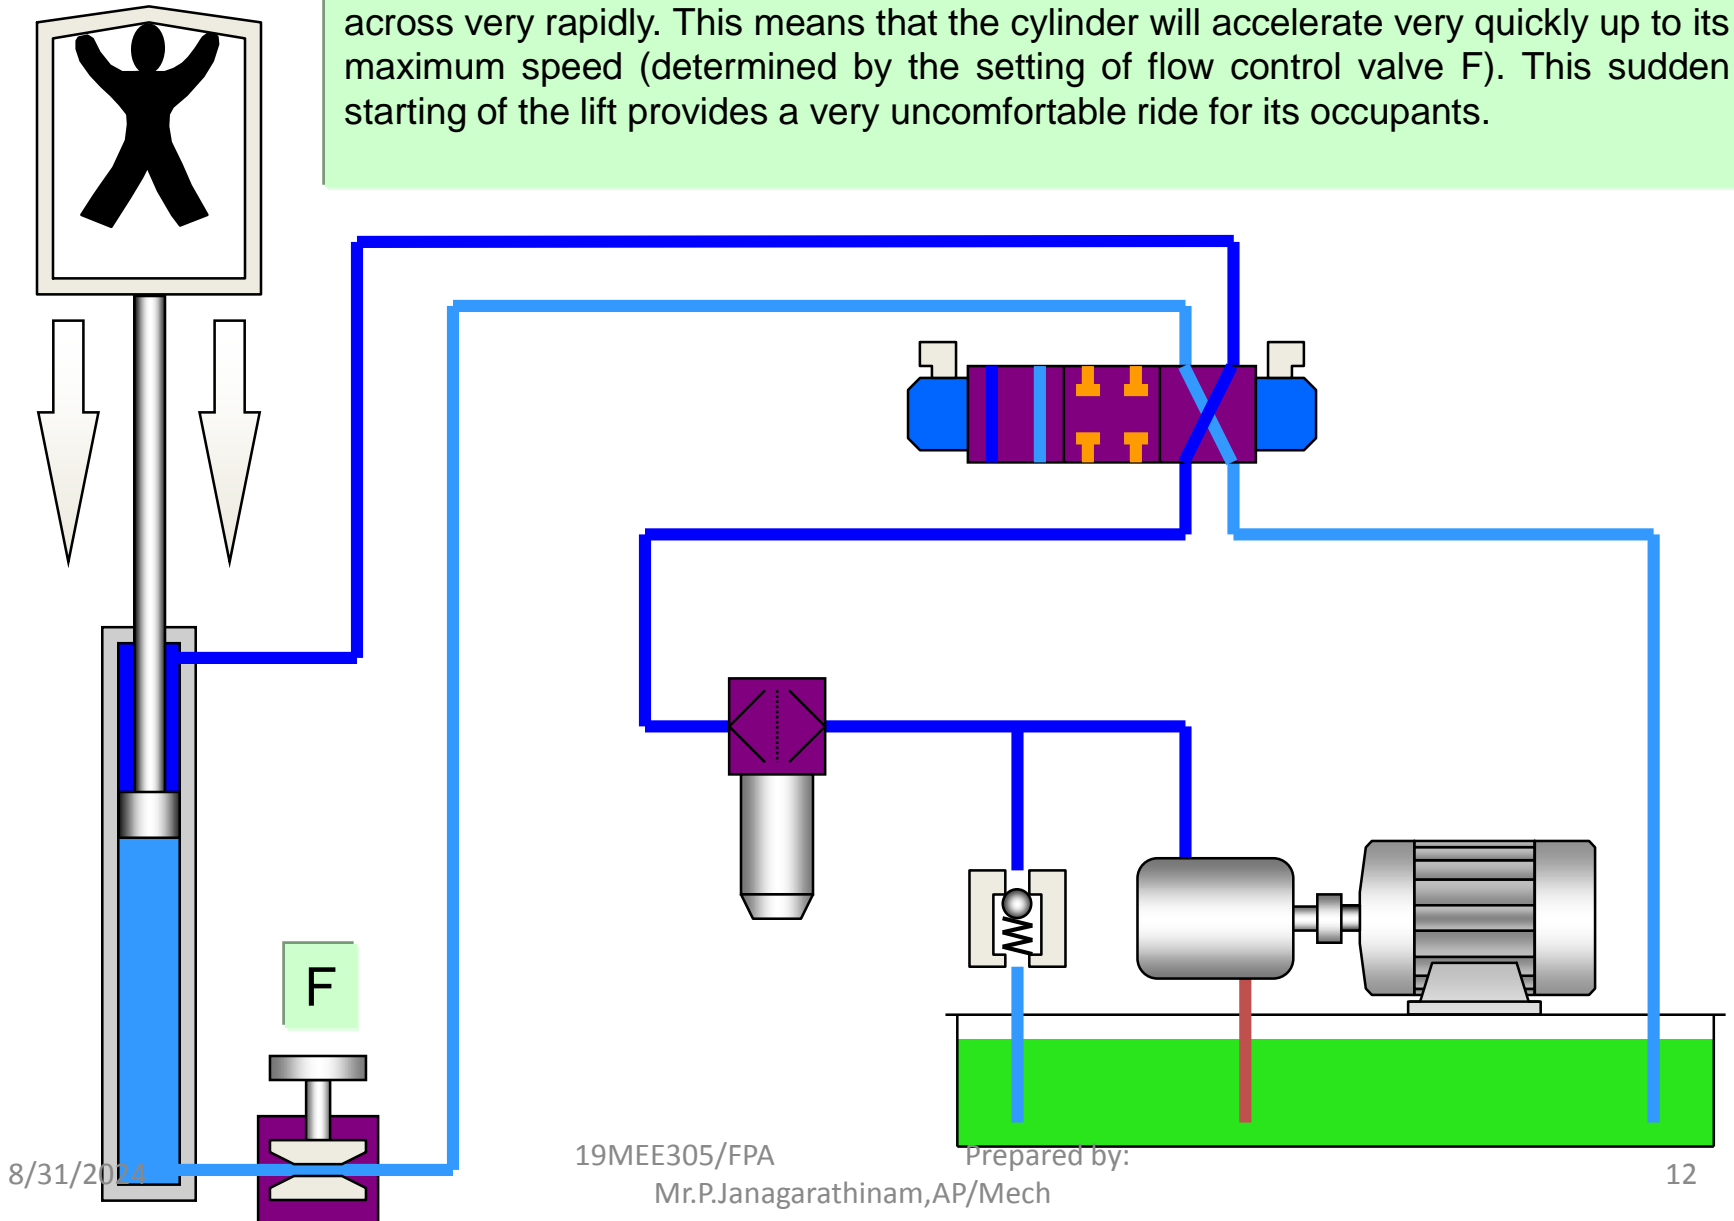 across very rapidly. This means that the cylinder will accelerate very quickly up to its
maximum speed (determined by the setting of flow control valve F). This sudden
starting of the lift provides a very uncomfortable ride for its occupants.
F
8/31/2024
19MEE305/FPA Prepared by:
Mr.P.Janagarathinam,AP/Mech
12